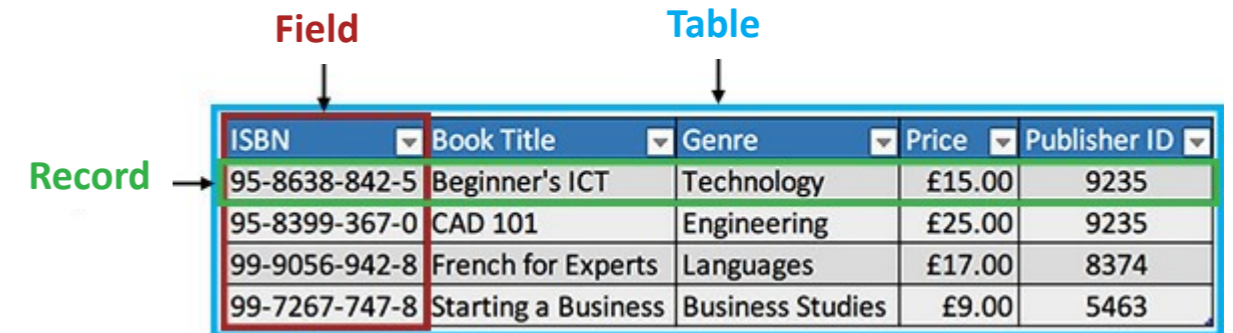 Field Table
ISBN Book Title Genre Price Publisher ID
Record 95-8638-842-5 Beginner's ICT Technology £15.00 9235
95-8399-367-0 CAD 101 Engineering £25.00 9235
99-9056-942-8 French for Experts Languages £17.00 8374
99-7267-747-8 Starting a Business Business Studies £9.00 5463